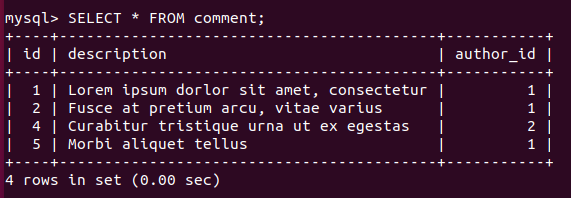 mysql> SELECT * FROM comment;
+----+------------------------------------------+-----------+
| id | description                              | author_id |
+----+------------------------------------------+-----------+
|  1 | Lorem ipsum dorlor sit amet, consectetur |         1 |
|  2 | Fusce at pretium arcu, vitae varius      |         1 |
|  4 | Curabitur tristique urna ut ex egestas   |         2 |
|  5 | Morbi aliquet tellus                     |         1 |
+----+------------------------------------------+-----------+
4 rows in set (0.00 sec)